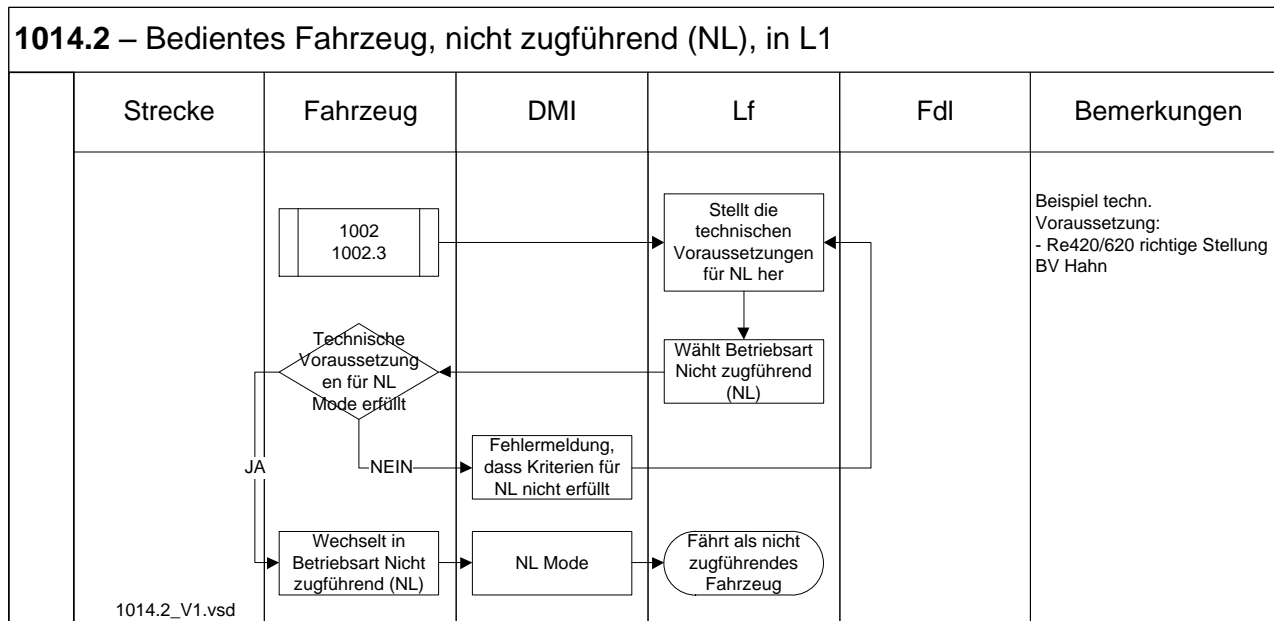 1014.2 – Bedientes Fahrzeug, nicht zugführend (NL), in L1
Strecke
Fahrzeug
DMI
Lf
Fdl
Bemerkungen
1002
1002.3
Stellt die
technischen
Voraussetzungen
für NL her
Beispiel techn.
Voraussetzung:
- Re420/620 richtige Stellung
BV Hahn
Technische
Voraussetzung
en für NL
Mode erfüllt
Wählt Betriebsart
Nicht zugführend
(NL)
JA
NEIN
Fehlermeldung,
dass Kriterien für
NL nicht erfüllt
Wechselt in
Betriebsart Nicht
zugführend (NL)
NL Mode
Fährt als nicht
zugführendes
Fahrzeug
1014.2_V1.vsd